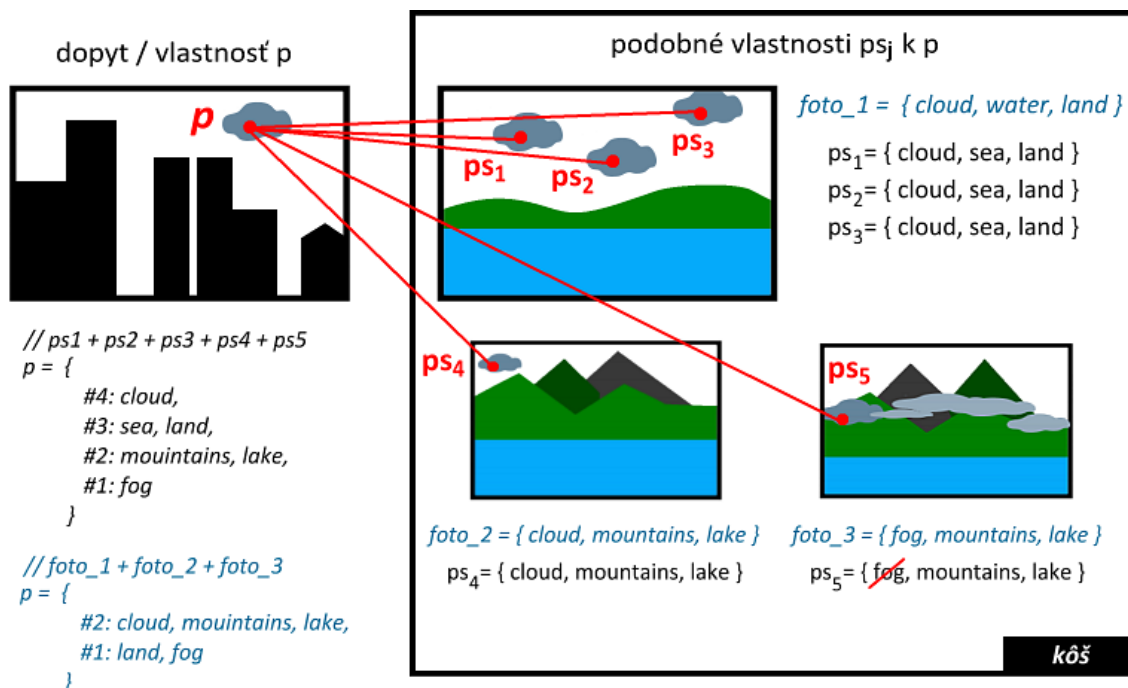 dopyt / vlastnosť p
p
// ps1 + ps2 + ps3 + ps4 + ps5
p = {
#4: cloud,
#3: sea, land,
#2: mouintains, lake,
#1: fog
}
// foto_1 + foto_2 + foto_3
p = {
#2: cloud, mouintains, lake,
#1: land, fog
}
podobné vlastnosti psj k p
ps1
ps2
ps3
foto_1 = { cloud, water, land }
ps1= { cloud, sea, land }
ps2= { cloud, sea, land }
ps3= { cloud, sea, land }
ps4
foto_2 = { cloud, mountains, lake }
ps4= { cloud, mountains, lake }
ps5
foto_3 = { fog, mountains, lake }
ps5= { fog, mountains, lake }
kôš